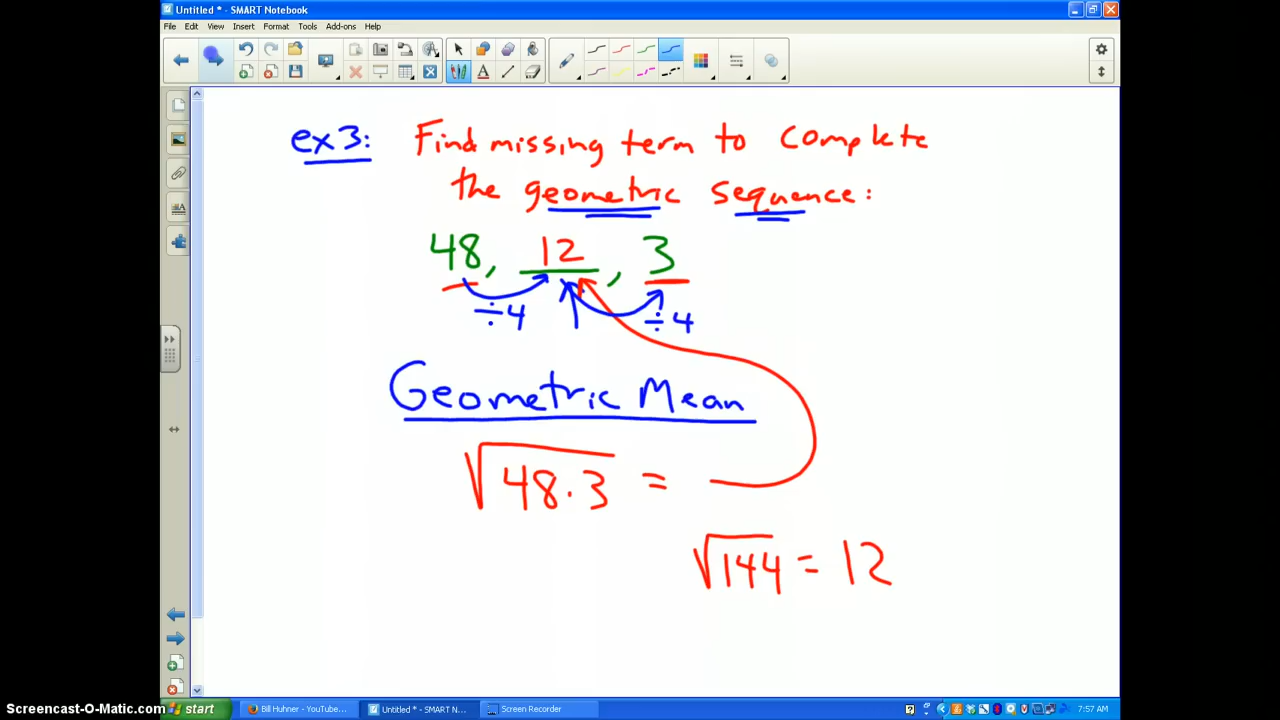 Untitled * - SMART Notebook
File Edit View Insert Format Tools Add-ons Help
ex3: Find missing term to complete
the geometric sequence:
48, 12, 3
÷4 ÷4
Geometric Mean
√48·3 =
√144 = 12
Screencast-O-Matic.com
start Bill Huhner - YouTube... Untitled * - SMART N... Screen Recorder 7:57 AM